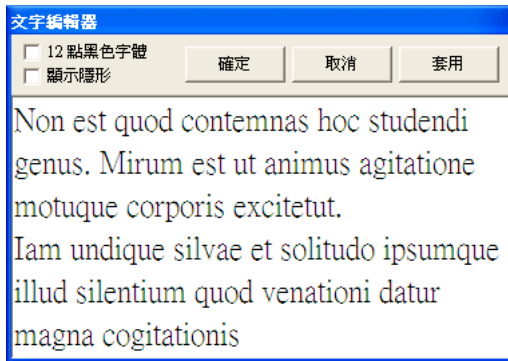 文字編輯器
12 點黑色字體
顯示隱形
確定
取消
套用
Non est quod contemnas hoc studendi
genus. Mirum est ut animus agitatione
motuque corporis excitetut.
Iam undique silvae et solitudo ipsumque
illud silentium quod venationi datur
magna cogitationis